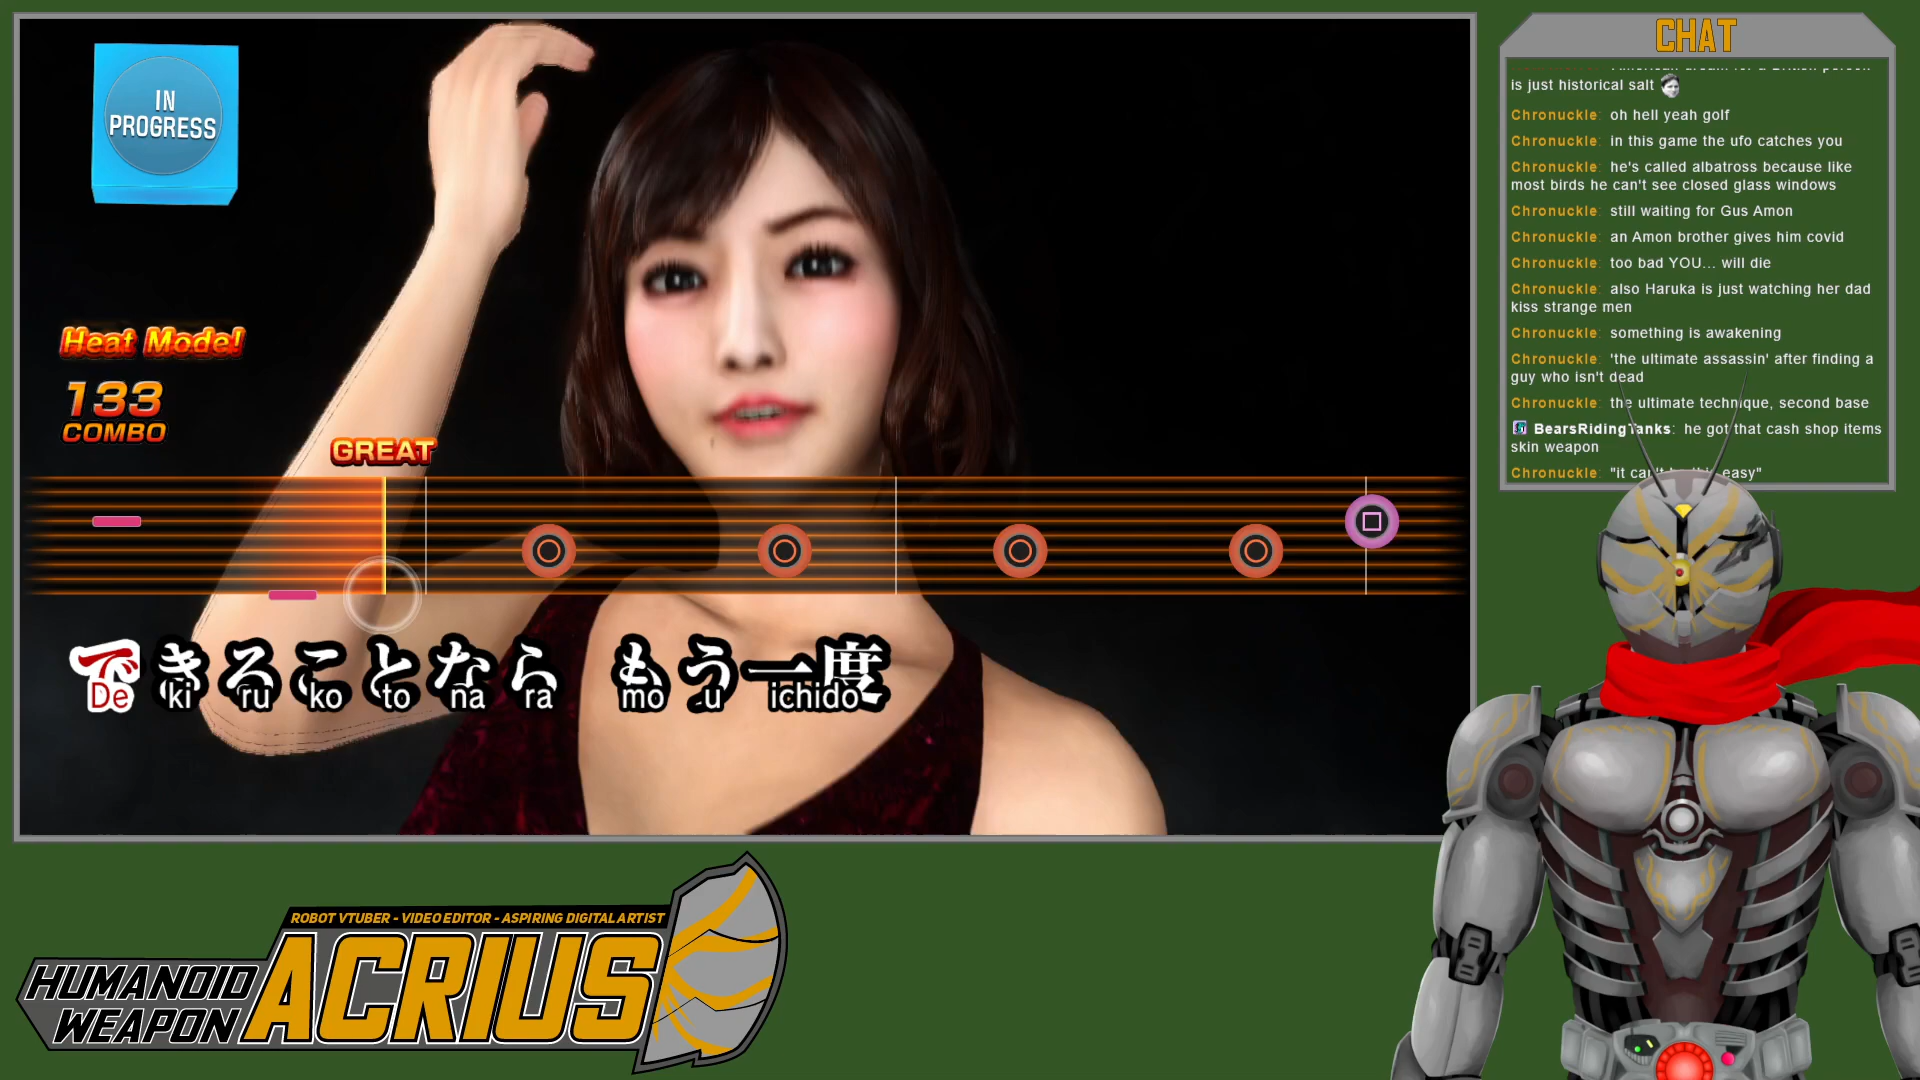 IN
PROGRESS
Heat Mode!
133
COMBO
GREAT
できることなら もう一度
De ki ru ko to na ra mo u ichido
CHAT
is just historical salt
Chronuckle: oh hell yeah golf
Chronuckle: in this game the ufo catches you
Chronuckle: he's called albatross because like
most birds he can't see closed glass windows
Chronuckle: still waiting for Gus Amon
Chronuckle: an Amon brother gives him covid
Chronuckle: too bad YOU... will die
Chronuckle: also Haruka is just watching her dad
kiss strange men
Chronuckle: something is awakening
Chronuckle: 'the ultimate assassin' after finding a
guy who isn't dead
Chronuckle: the ultimate technique, second base
BearsRidingTanks: he got that cash shop items
skin weapon
Chronuckle: "it can't be this easy"
ROBOT VTUBER - VIDEO EDITOR - ASPIRING DIGITAL ARTIST
HUMANOID
WEAPON
ACRIUS